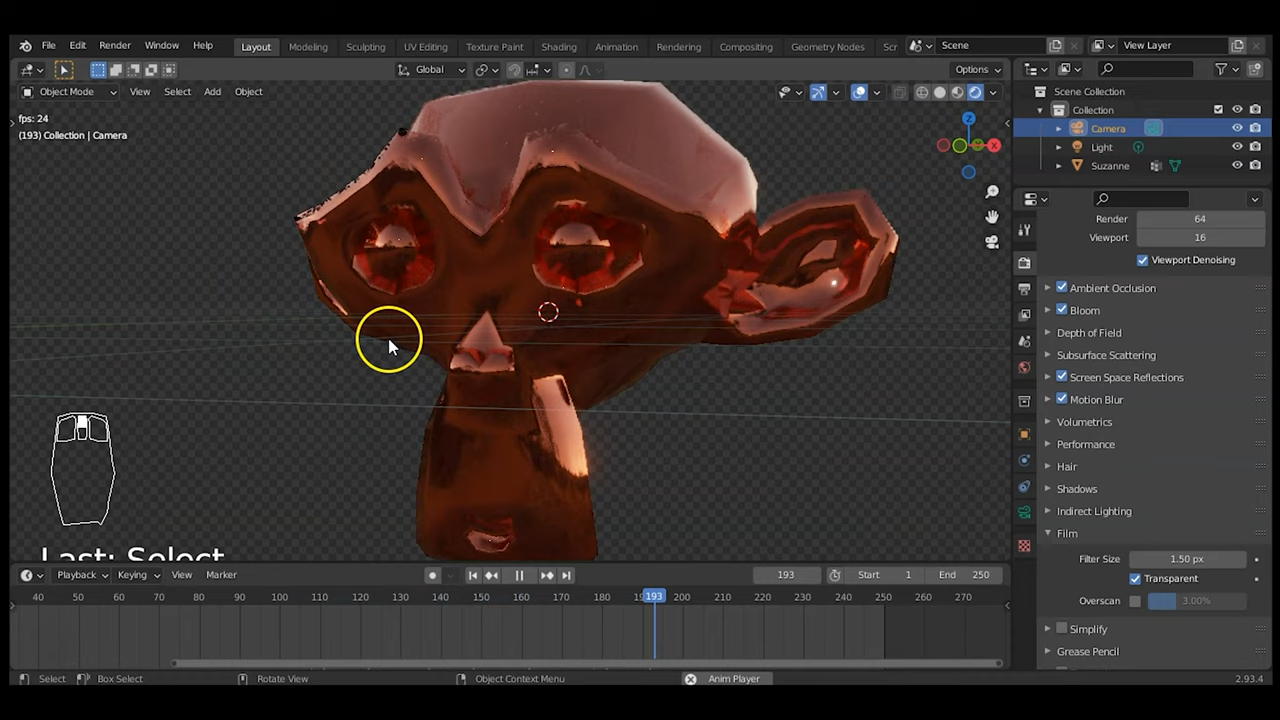 File Edit Render Window Help Layout Modeling Sculpting UV Editing Texture Paint Shading Animation Rendering Compositing Geometry Nodes Scr Scene View Layer
Global Options
Object Mode View Select Add Object
Scene Collection
fps: 24
(193) Collection | Camera
Collection
Camera
Light
Suzanne
Z
X
Render 64
Viewport 16
Viewport Denoising
Ambient Occlusion
Bloom
Depth of Field
Subsurface Scattering
Screen Space Reflections
Motion Blur
Volumetrics
Performance
Hair
Shadows
Indirect Lighting
Film
Filter Size 1.50 px
Transparent
Overscan 3.00%
Simplify
Grease Pencil
Last: Select
Playback Keying View Marker 193 Start 1 End 250
40 50 60 70 80 90 100 110 120 130 140 150 160 170 180 193 200 210 220 230 240 250 260 270
Select Box Select Rotate View Object Context Menu Anim Player 2.93.4